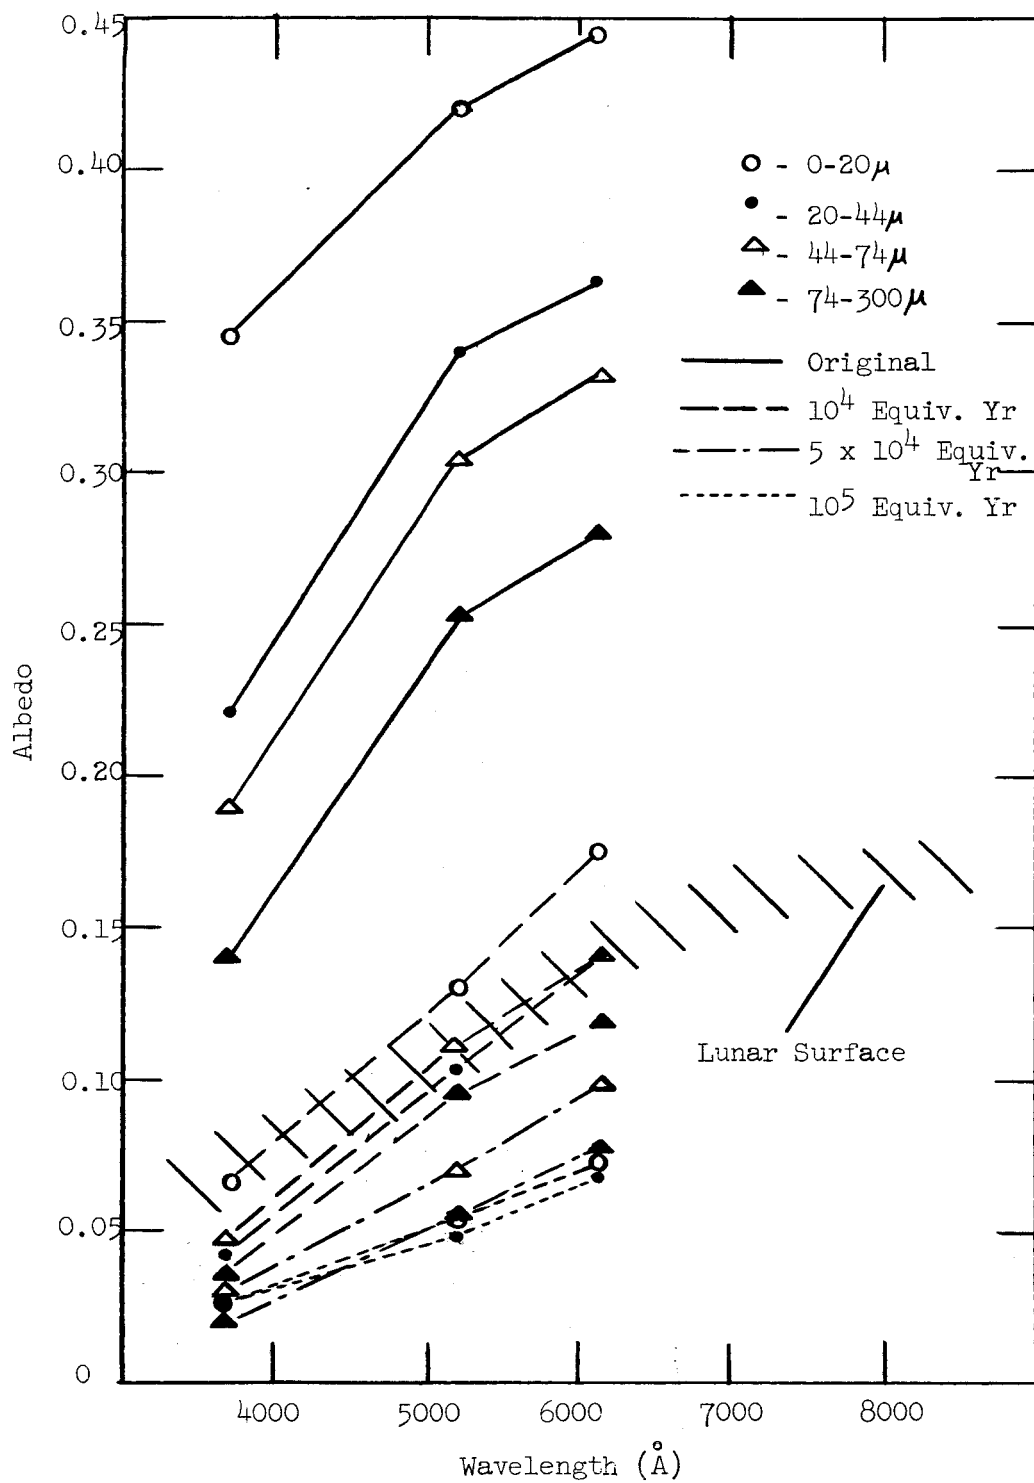 0.45
0.40
0.35
0.30
0.25
0.20
0.15
0.10
0.05
0
Albedo
O - 0-20μ
● - 20-44μ
△ - 44-74μ
▲ - 74-300μ
Original
10⁴ Equiv. Yr
5 x 10⁴ Equiv.
Yr
10⁵ Equiv. Yr
Lunar Surface
4000 5000 6000 7000 8000
Wavelength (Å)